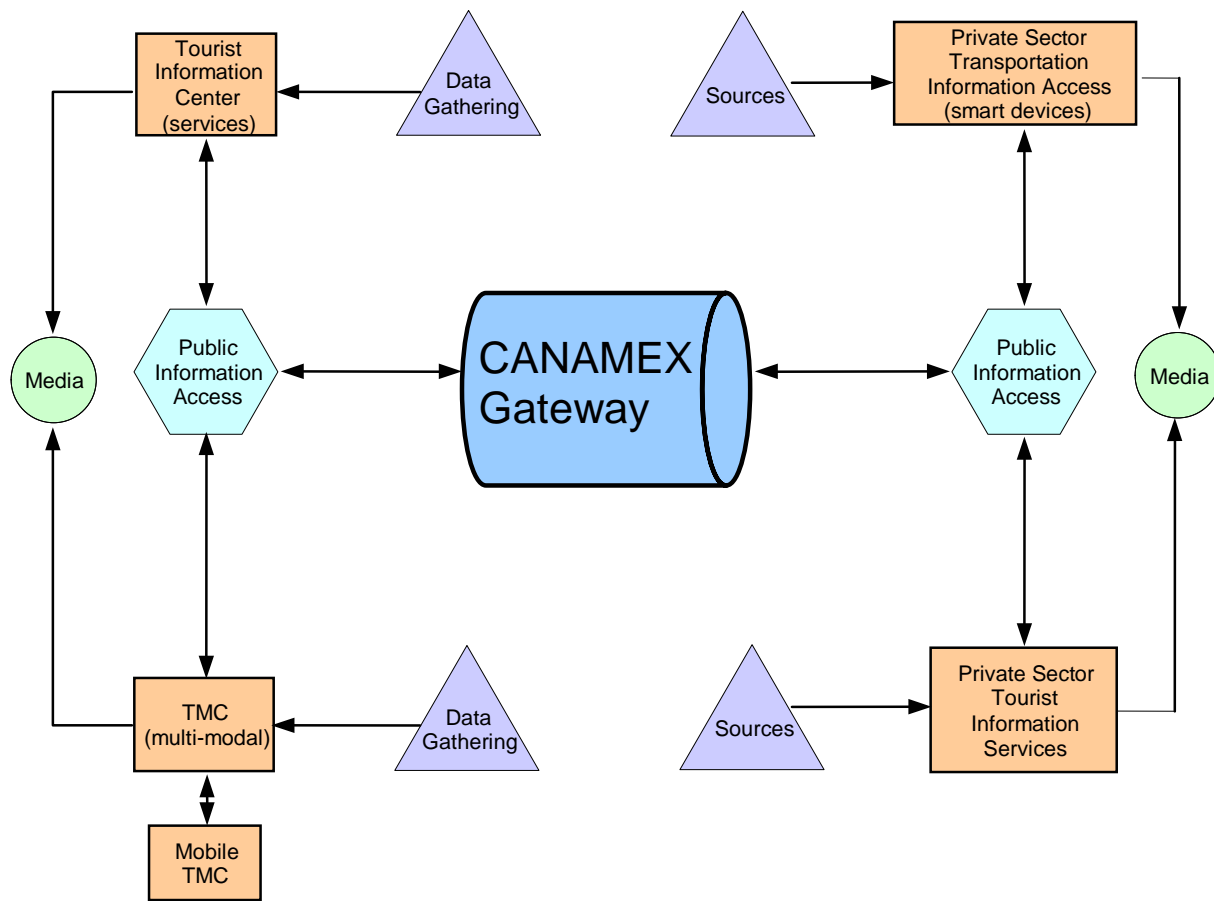 Tourist
Information
Center
(services)
Data
Gathering
Sources
Private Sector
Transportation
Information Access
(smart devices)
Media
Public
Information
Access
CANAMEX
Gateway
Public
Information
Access
Media
TMC
(multi-modal)
Data
Gathering
Sources
Private Sector
Tourist
Information
Services
Mobile
TMC